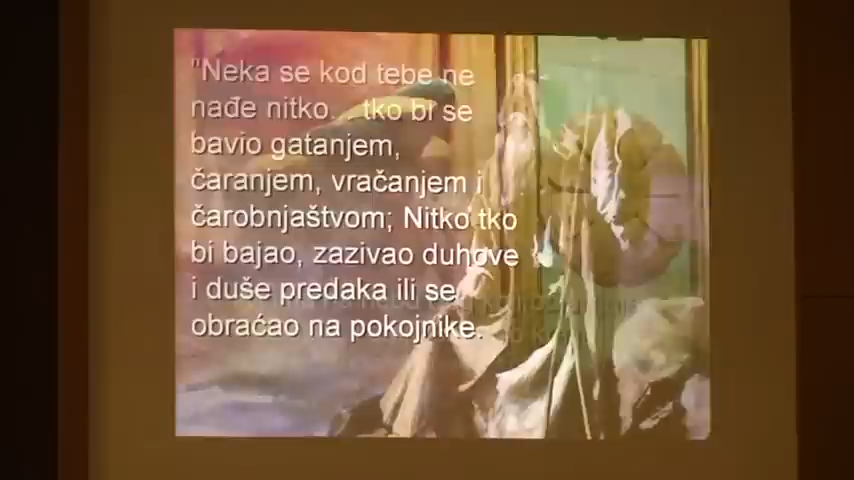 "Neka se kod tebe ne
nađe nitko. . tko bi se
bavio gatanjem,
čaranjem, vračanjem i
čarobnjaštvom; Nitko tko
bi bajao, zazivao duhove
i duše predaka ili se
obraćao na pokojnike.